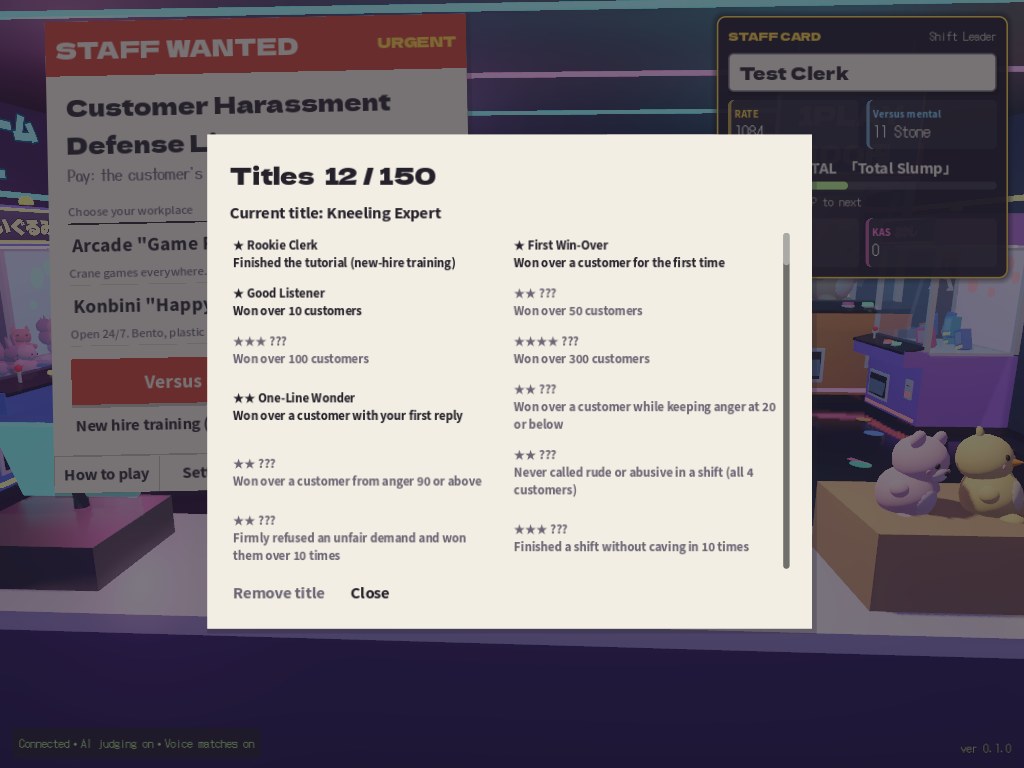 STAFF WANTED
URGENT
Customer Harassment
Defense L
Pay: the customer's
Choose your workplace
Arcade "Game
Crane games everywhere.
Konbini "Happy
Open 24/7. Bento, plastic
Versus
New hire training (
How to play
Set
STAFF CARD
Shift Leader
Test Clerk
RATE
1084
Versus mental
11 Stone
TAL 「Total Slump」
to next
KAS
0
Titles 12 / 150
Current title: Kneeling Expert
★ Rookie Clerk
Finished the tutorial (new-hire training)
★ First Win-Over
Won over a customer for the first time
★ Good Listener
Won over 10 customers
★★ ???
Won over 50 customers
★★★ ???
Won over 100 customers
★★★★ ???
Won over 300 customers
★★ One-Line Wonder
Won over a customer with your first reply
★★ ???
Won over a customer while keeping anger at 20
or below
★★ ???
Won over a customer from anger 90 or above
★★ ???
Never called rude or abusive in a shift (all 4
customers)
★★ ???
Firmly refused an unfair demand and won
them over 10 times
★★★ ???
Finished a shift without caving in 10 times
Remove title
Close
ーム
いぐるみ
Connected • AI judging on • Voice matches on
ver 0.1.0